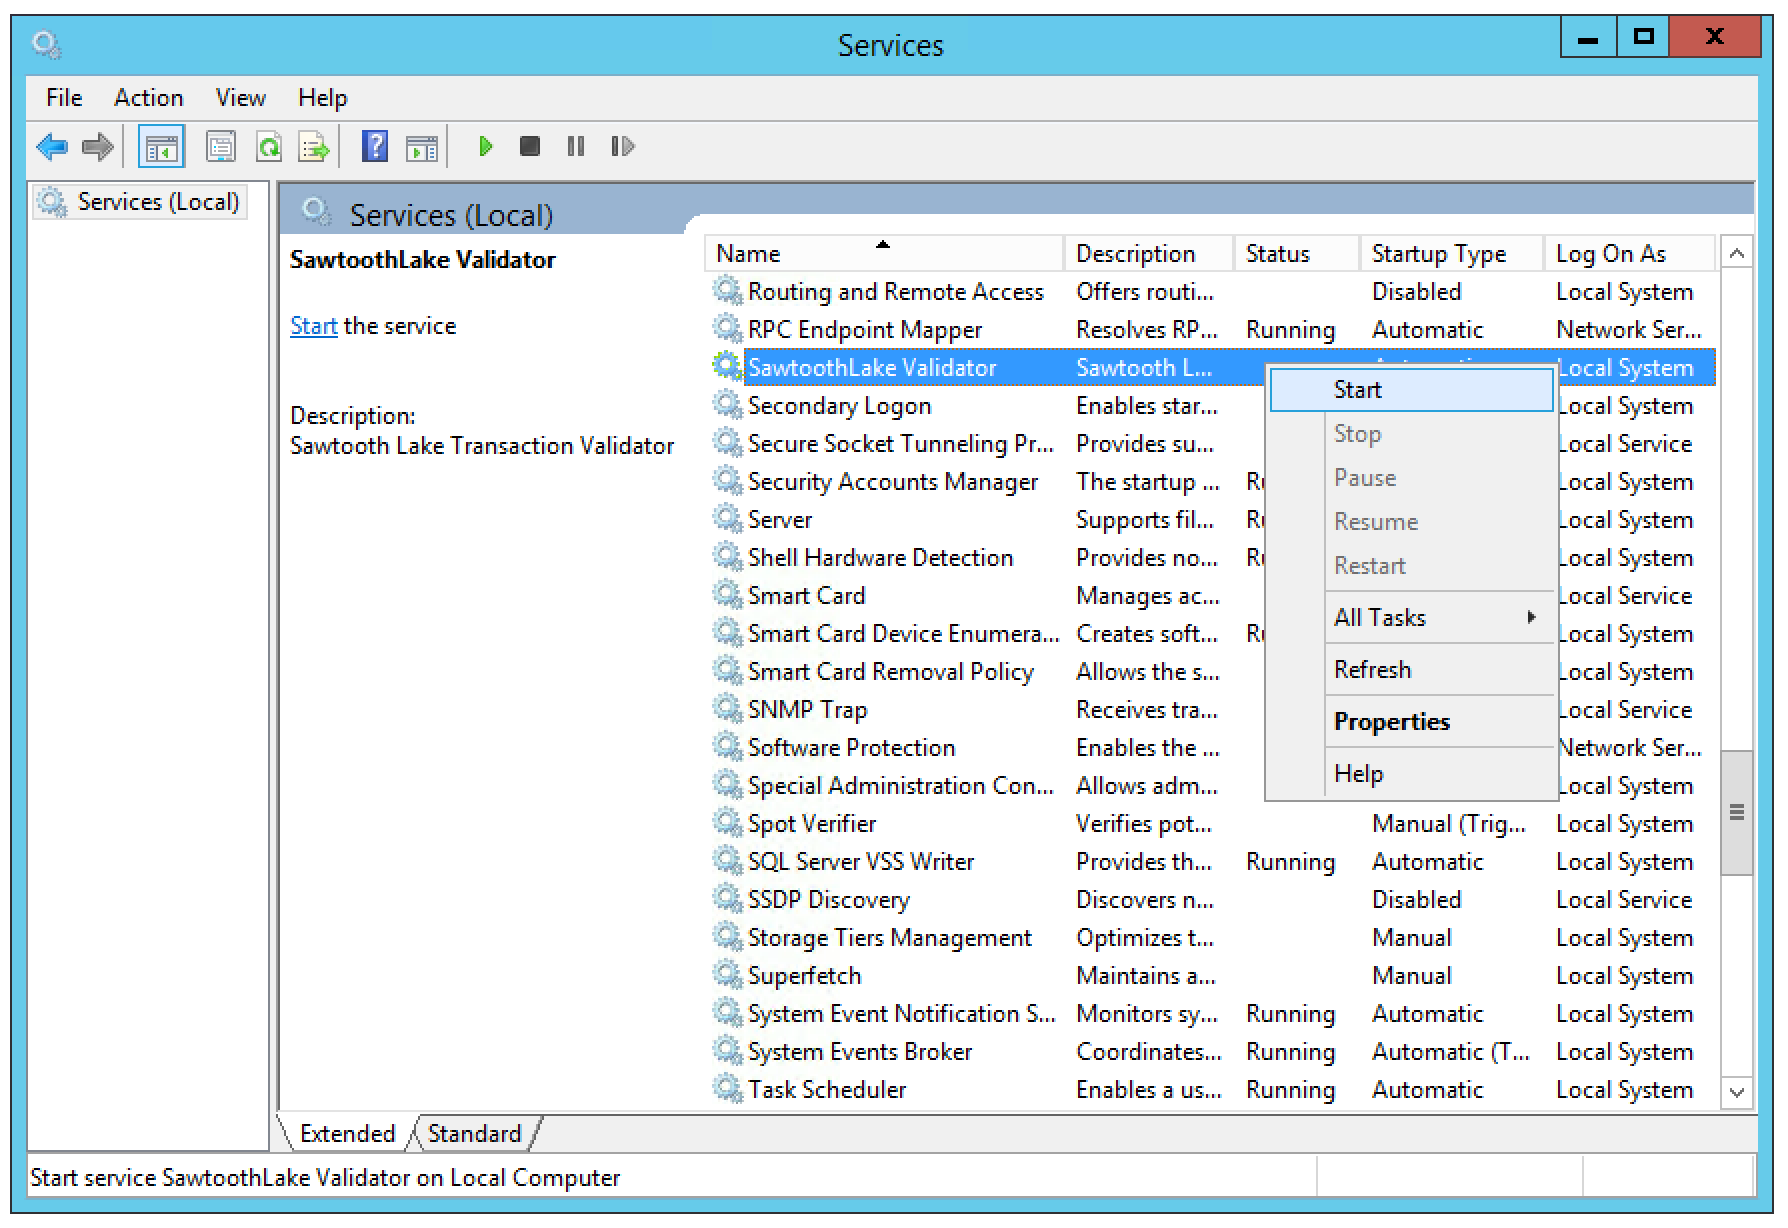 Services
File Action View Help
Services (Local)
Services (Local)
SawtoothLake Validator
Start the service
Description:
Sawtooth Lake Transaction Validator
Name Description Status Startup Type Log On As
Routing and Remote Access Offers routi... Disabled Local System
RPC Endpoint Mapper Resolves RP... Running Automatic Network Ser...
SawtoothLake Validator Sawtooth L... Local System
Secondary Logon Enables star... Local System
Secure Socket Tunneling Pr... Provides su... Local Service
Security Accounts Manager The startup ... Local System
Server Supports fil... Local System
Shell Hardware Detection Provides no... Local System
Smart Card Manages ac... Local Service
Smart Card Device Enumera... Creates soft... Local System
Smart Card Removal Policy Allows the s... Local System
SNMP Trap Receives tra... Local Service
Software Protection Enables the ... Network Ser...
Special Administration Con... Allows adm... Local System
Spot Verifier Verifies pot... Manual (Trig... Local System
SQL Server VSS Writer Provides th... Running Automatic Local System
SSDP Discovery Discovers n... Disabled Local Service
Storage Tiers Management Optimizes t... Manual Local System
Superfetch Maintains a... Manual Local System
System Event Notification S... Monitors sy... Running Automatic Local System
System Events Broker Coordinates... Running Automatic (T... Local System
Task Scheduler Enables a us... Running Automatic Local System
Start
Stop
Pause
Resume
Restart
All Tasks
Refresh
Properties
Help
Extended Standard
Start service SawtoothLake Validator on Local Computer